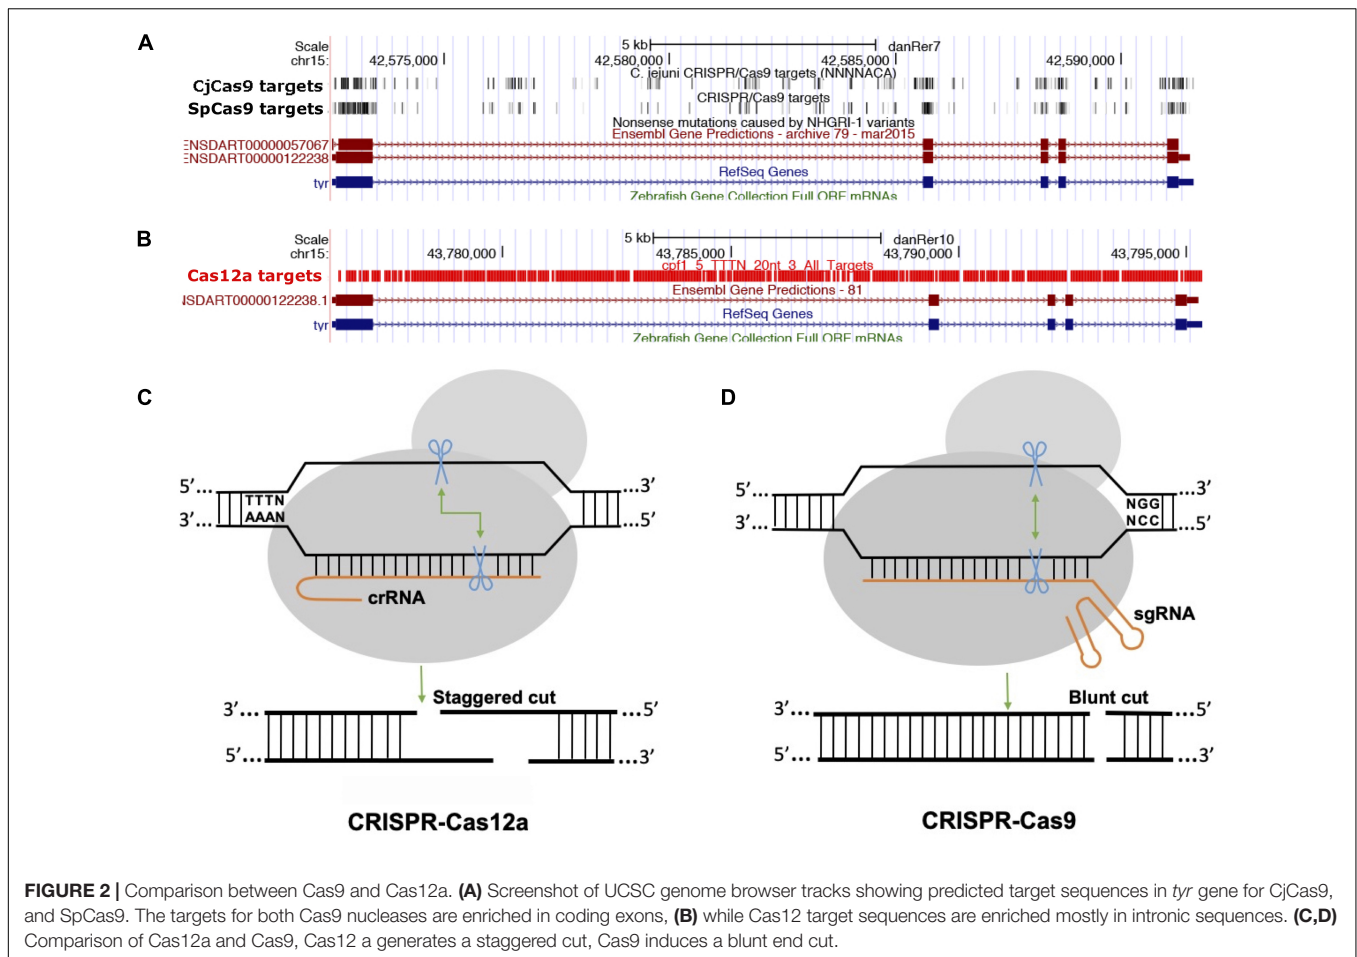 A
Scale
5 kb
danRer7
chr15:
42,575,000
42,580,000
42,585,000
42,590,000
C. jejuni CRISPR/Cas9 targets (NNNNACA)
CjCas9 targets
CRISPR/Cas9 targets
SpCas9 targets
Nonsense mutations caused by NHGRI-1 variants
Ensembl Gene Predictions - archive 79 - mar2015
ENSDART00000057067
ENSDART00000122238
RefSeq Genes
tyr
Zebrafish Gene Collection Full ORF mRNAs
B
Scale
5 kb
danRer10
chr15:
43,780,000
43,785,000
43,790,000
43,795,000
cpf1_5_TTTN_20nt_3_All_Targets
Cas12a targets
Ensembl Gene Predictions - 81
NSDART00000122238.1
RefSeq Genes
tyr
Zebrafish Gene Collection Full ORF mRNAs
C
5’...
...3’
TTTN
AAAN
3’...
...5’
crRNA
Staggered cut
3’...
...5’
5’...
...3’
CRISPR-Cas12a
D
5’...
...3’
NGG
NCC
3’...
...5’
sgRNA
Blunt cut
3’...
...5’
5’...
...3’
CRISPR-Cas9
FIGURE 2 | Comparison between Cas9 and Cas12a. (A) Screenshot of UCSC genome browser tracks showing predicted target sequences in tyr gene for CjCas9,
and SpCas9. The targets for both Cas9 nucleases are enriched in coding exons, (B) while Cas12 target sequences are enriched mostly in intronic sequences. (C,D)
Comparison of Cas12a and Cas9, Cas12 a generates a staggered cut, Cas9 induces a blunt end cut.